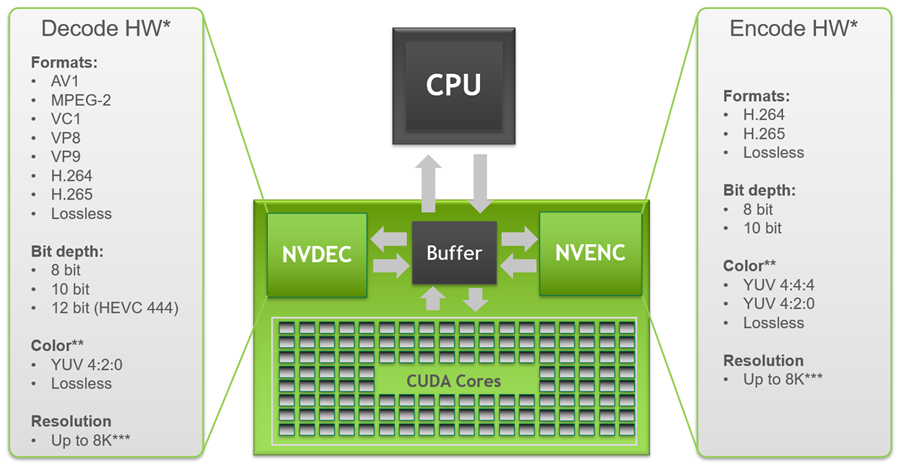 Decode HW*
Formats:
• AV1
• MPEG-2
• VC1
• VP8
• VP9
• H.264
• H.265
• Lossless
Bit depth:
• 8 bit
• 10 bit
• 12 bit (HEVC 444)
Color**
• YUV 4:2:0
• Lossless
Resolution
• Up to 8K***
CPU
NVDEC
Buffer
NVENC
CUDA Cores
Encode HW*
Formats:
• H.264
• H.265
• Lossless
Bit depth:
• 8 bit
• 10 bit
Color**
• YUV 4:4:4
• YUV 4:2:0
• Lossless
Resolution
• Up to 8K***